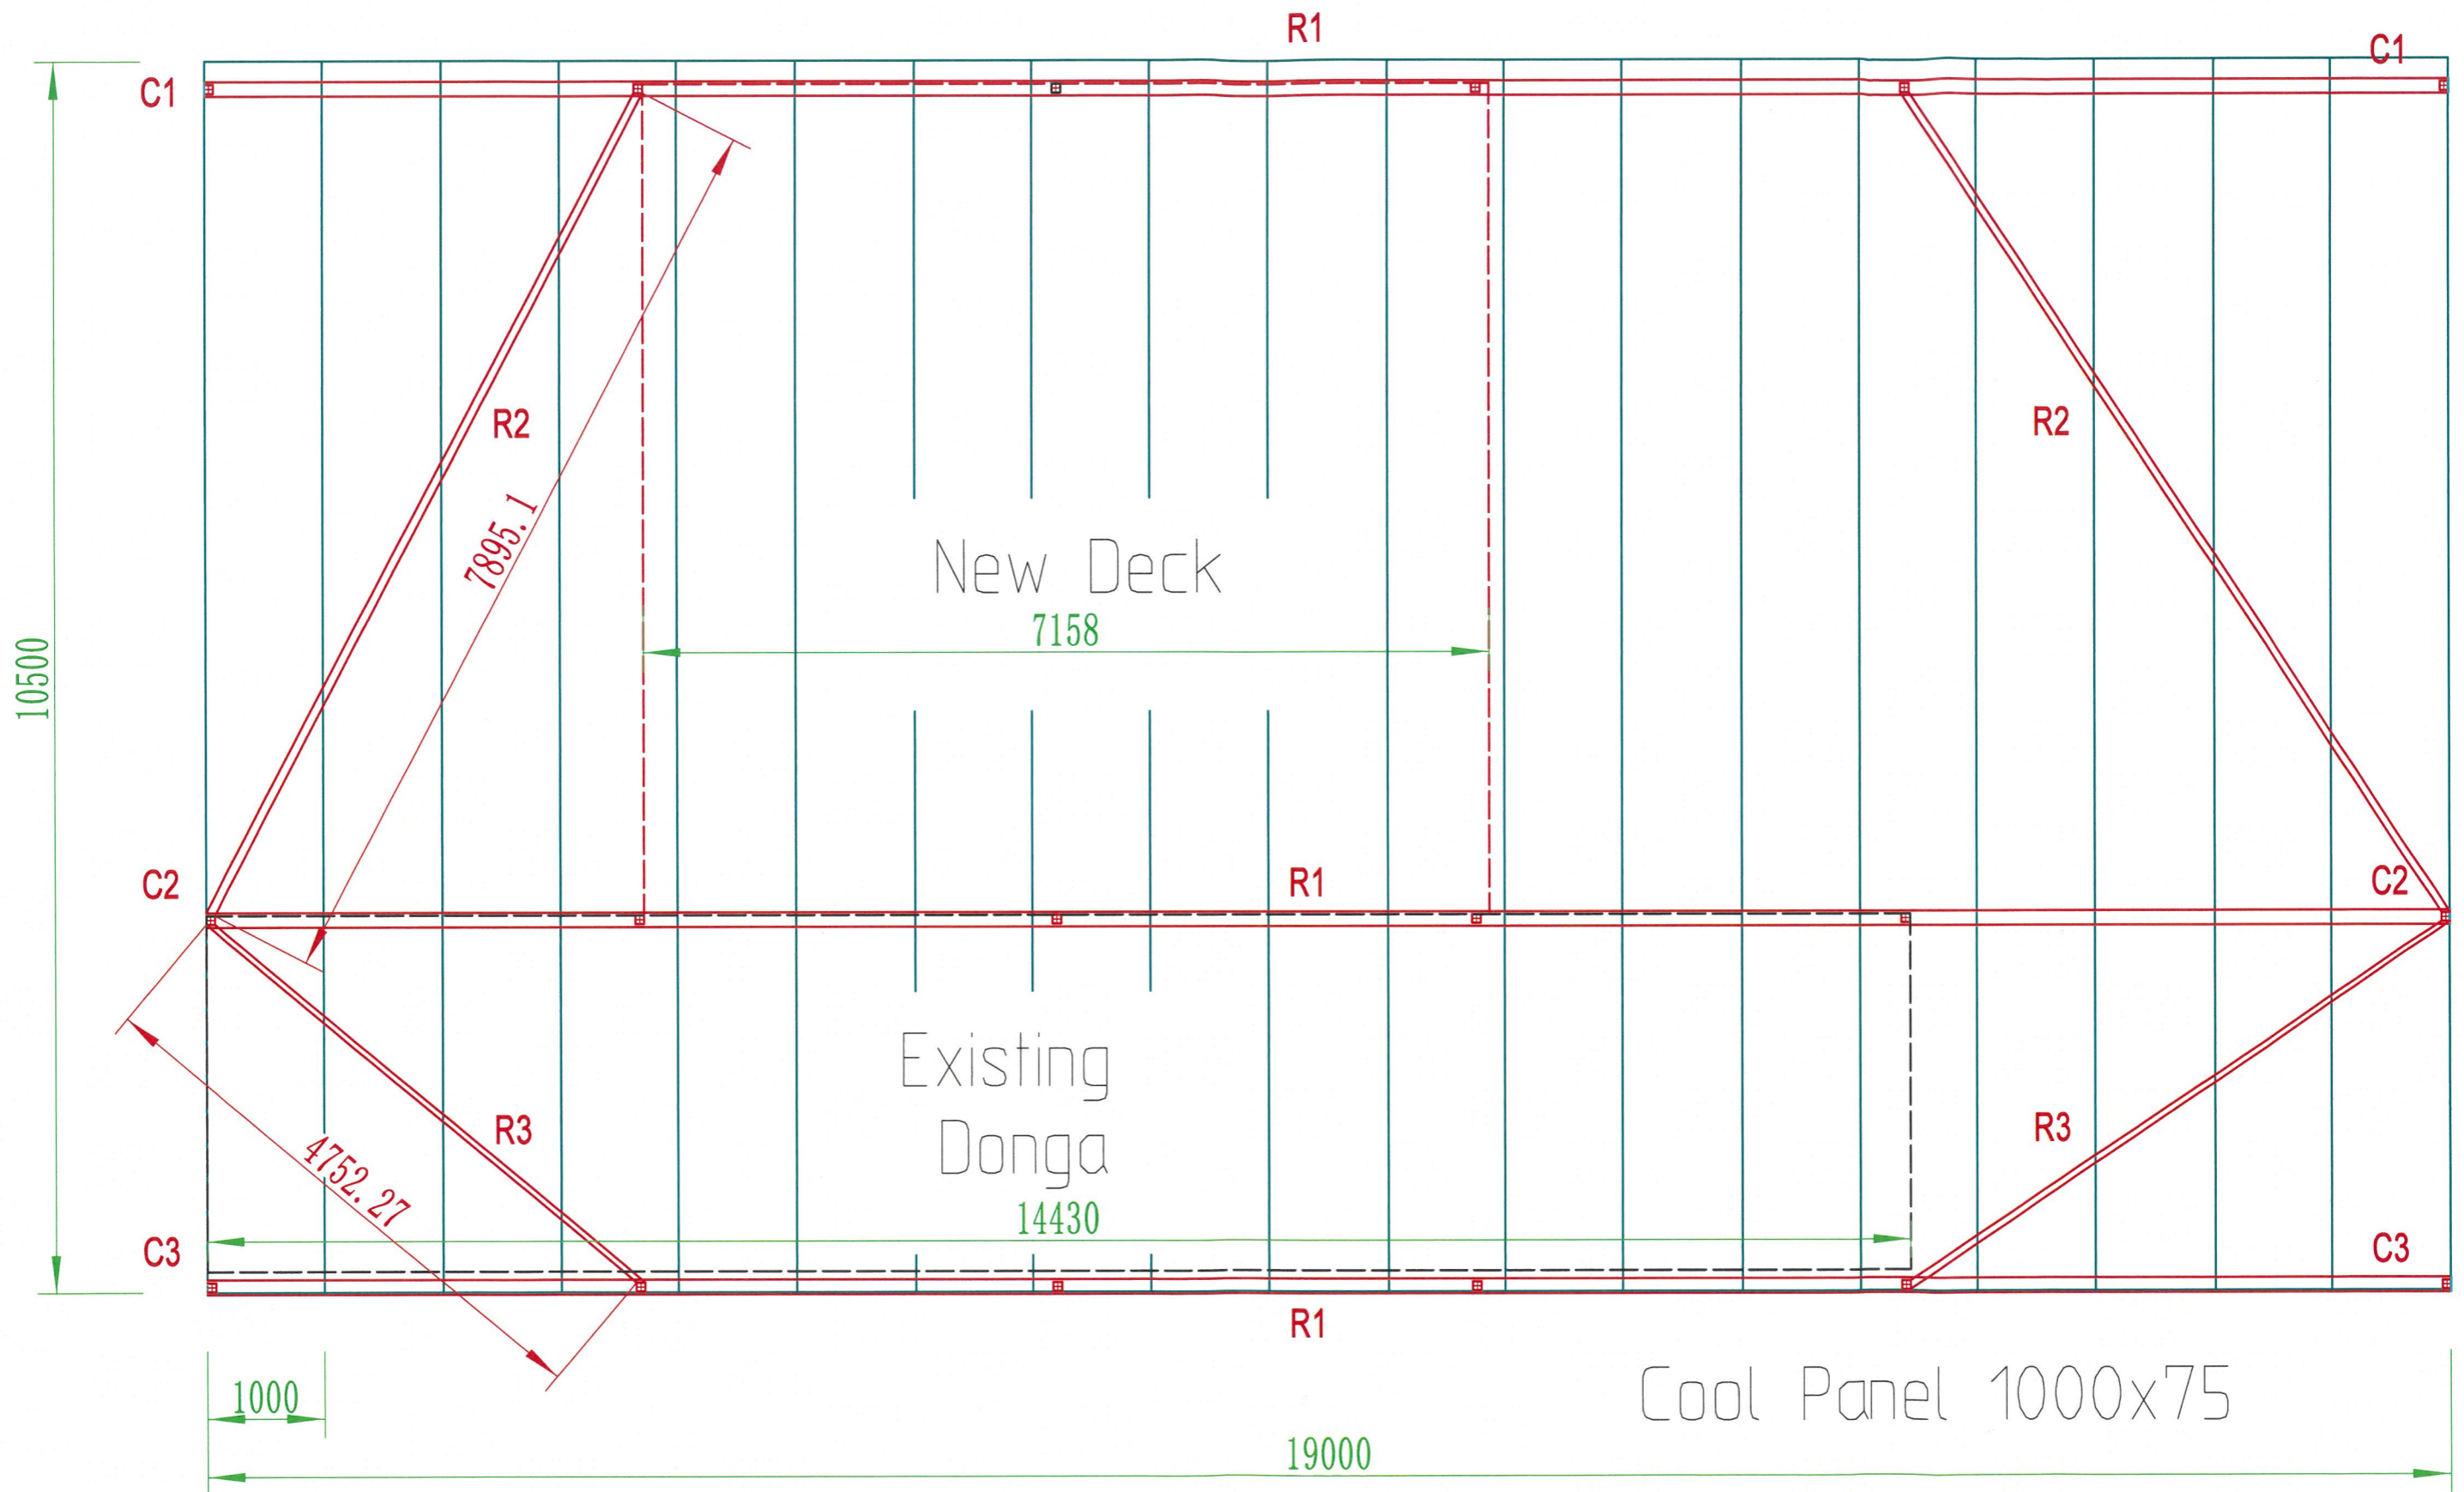 R1
C1
C1
R2
R2
7895.1
New Deck
7158
10500
C2
R1
C2
Existing
Donga
R3
R3
4752.27
14430
C3
C3
R1
1000
Cool Panel 1000x75
19000